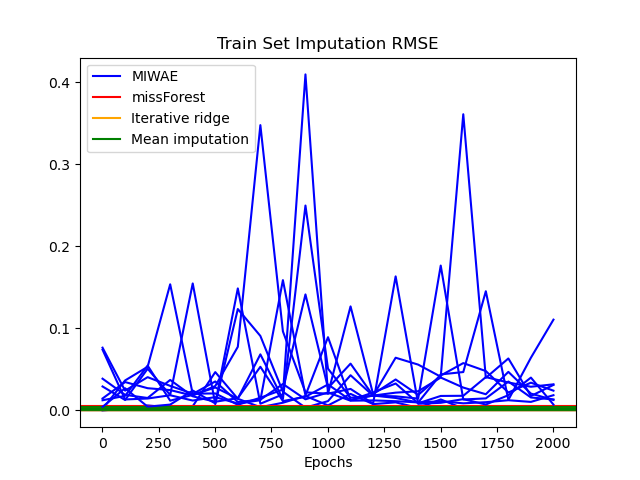 Train Set Imputation RMSE
MIWAE
missForest
Iterative ridge
Mean imputation
0.4
0.3
0.2
0.1
0.0
0 250 500 750 1000 1250 1500 1750 2000
Epochs